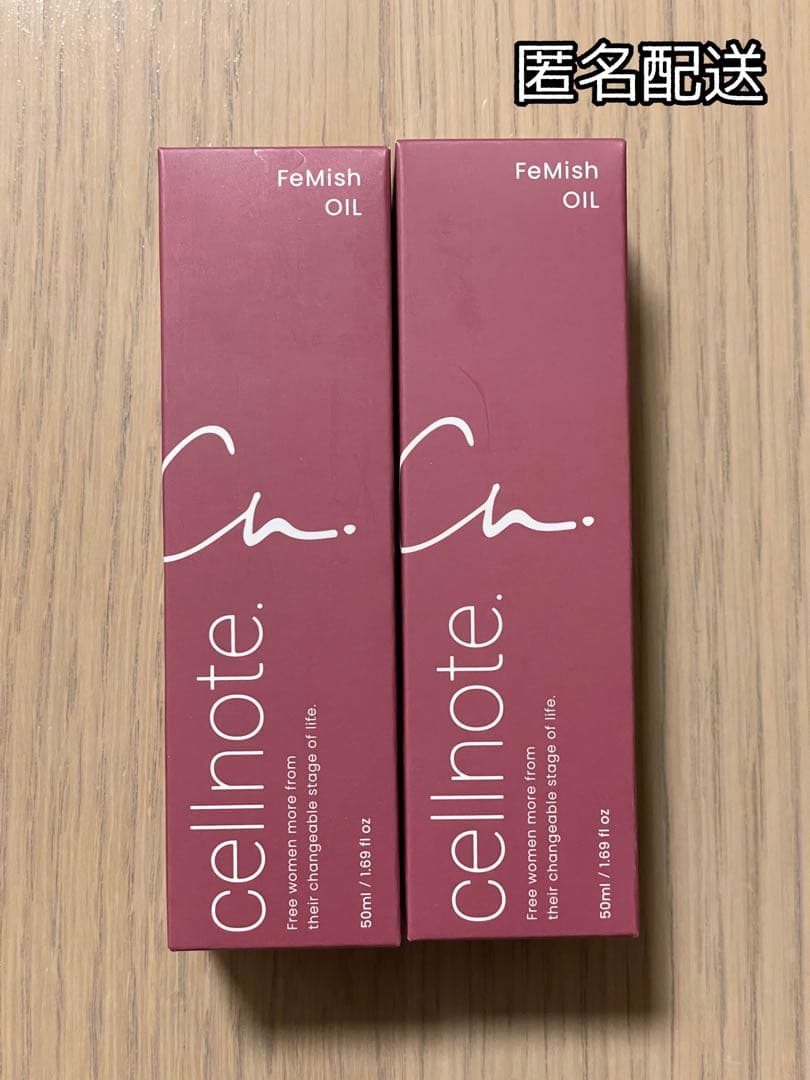 匿名配送
FeMish
OIL
Cn.
cellnote.
Free women more from
their changeable stage of life.
50ml / 1.69 fl oz
FeMish
OIL
Cn.
cellnote.
Free women more from
their changeable stage of life.
50ml / 1.69 fl oz